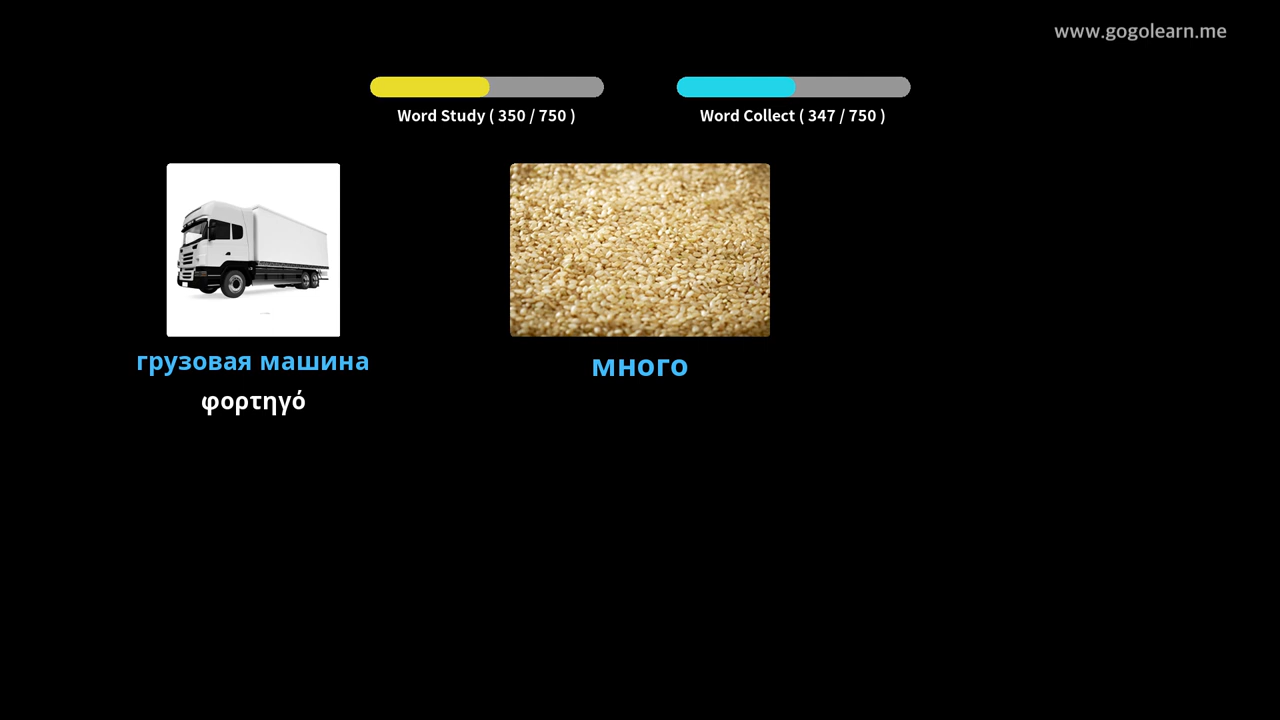 www.gogolearn.me
Word Study ( 350 / 750 )
Word Collect ( 347 / 750 )
грузовая машина
φορτηγό
много